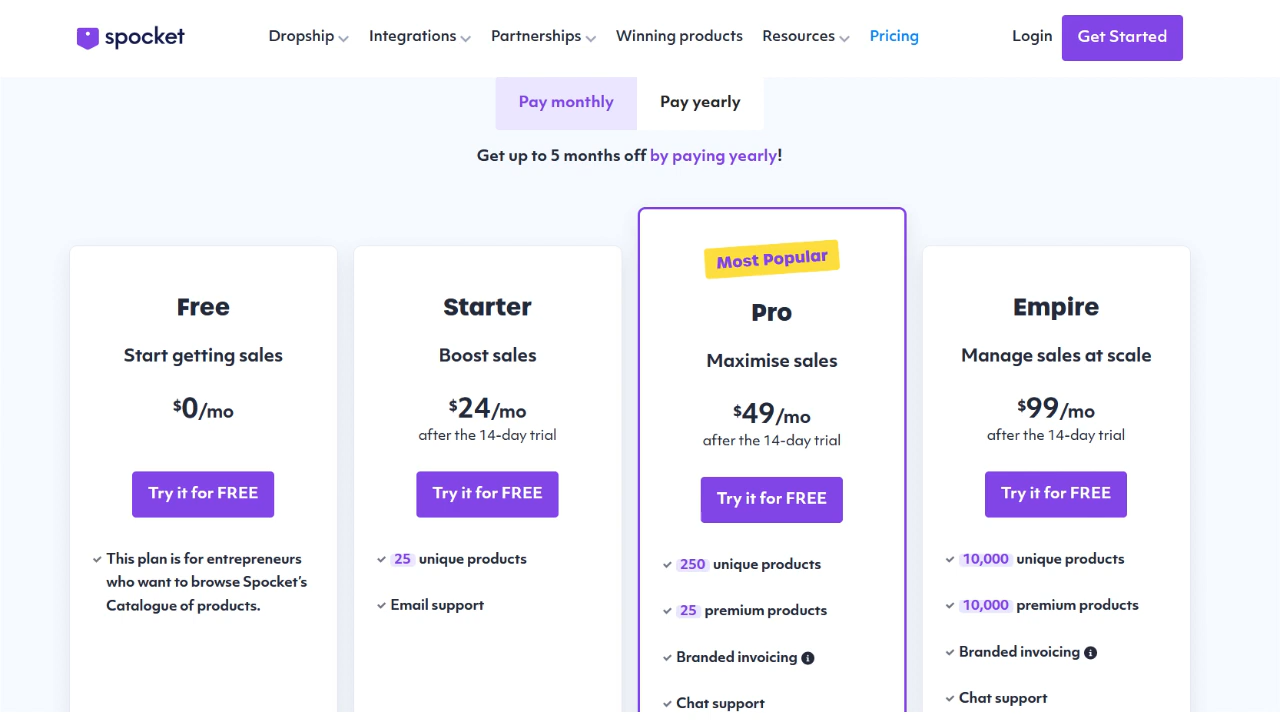 spocket
Dropship
Integrations
Partnerships
Winning products
Resources
Pricing
Login
Get Started
Pay monthly
Pay yearly
Get up to 5 months off by paying yearly!
Free
Start getting sales
$0/mo
Try it for FREE
This plan is for entrepreneurs
who want to browse Spocket's
Catalogue of products.
Starter
Boost sales
$24/mo
after the 14-day trial
Try it for FREE
25 unique products
Email support
Most Popular
Pro
Maximise sales
$49/mo
after the 14-day trial
Try it for FREE
250 unique products
25 premium products
Branded invoicing
Chat support
Empire
Manage sales at scale
$99/mo
after the 14-day trial
Try it for FREE
10,000 unique products
10,000 premium products
Branded invoicing
Chat support